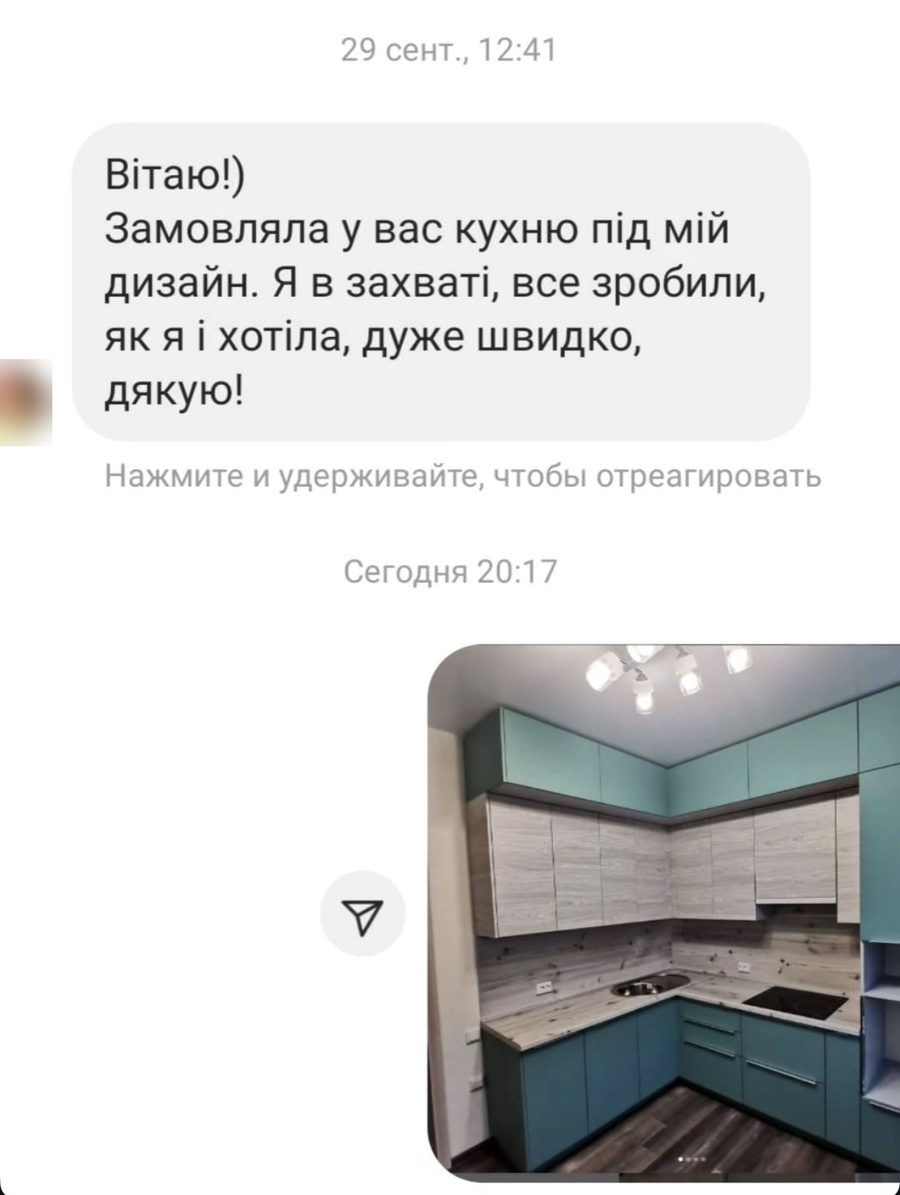 29 сент., 12:41
Вітаю!)
Замовляла у вас кухню під мій
дизайн. Я в захваті, все зробили,
як я і хотіла, дуже швидко,
дякую!
Нажмите и удерживайте, чтобы отреагировать
Сегодня 20:17